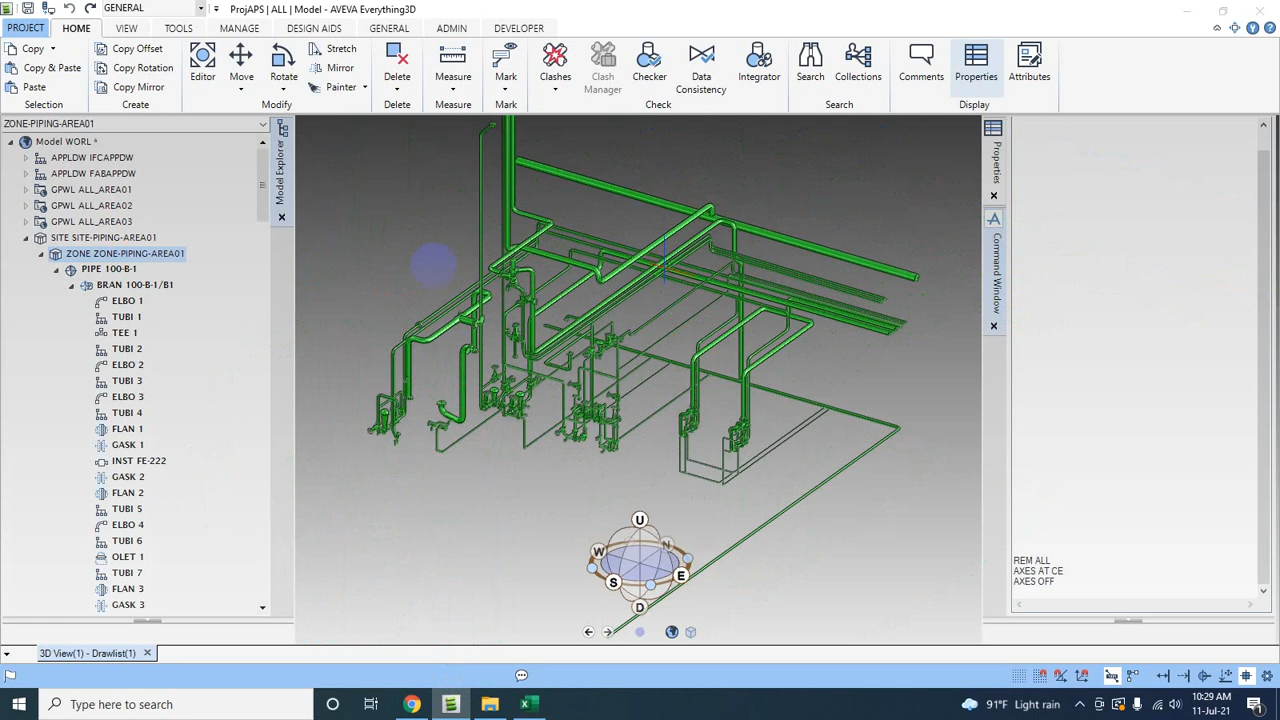 GENERAL
ProjAPS | ALL | Model - AVEVA Everything3D
PROJECT
HOME
VIEW
TOOLS
MANAGE
DESIGN AIDS
GENERAL
ADMIN
DEVELOPER
Copy
Copy & Paste
Paste
Selection
Copy Offset
Copy Rotation
Copy Mirror
Create
Editor
Move
Rotate
Stretch
Mirror
Painter
Modify
Delete
Delete
Measure
Measure
Mark
Mark
Clashes
Clash
Manager
Checker
Data
Consistency
Integrator
Check
Search
Collections
Search
Comments
Properties
Attributes
Display
ZONE-PIPING-AREA01
Model WORL *
APPLDW IFCAPPDW
APPLDW FABAPPDW
GPWL ALL_AREA01
GPWL ALL_AREA02
GPWL ALL_AREA03
SITE SITE-PIPING-AREA01
ZONE ZONE-PIPING-AREA01
PIPE 100-B-1
BRAN 100-B-1/B1
ELBO 1
TUBI 1
TEE 1
TUBI 2
ELBO 2
TUBI 3
ELBO 3
TUBI 4
FLAN 1
GASK 1
INST FE-222
GASK 2
FLAN 2
TUBI 5
ELBO 4
TUBI 6
OLET 1
TUBI 7
FLAN 3
GASK 3
Model Explorer
U
N
W
E
S
D
Properties
Command Window
REM ALL
AXES AT CE
AXES OFF
3D View(1) - Drawlist(1)
Type here to search
91°F Light rain
10:29 AM
11-Jul-21
1